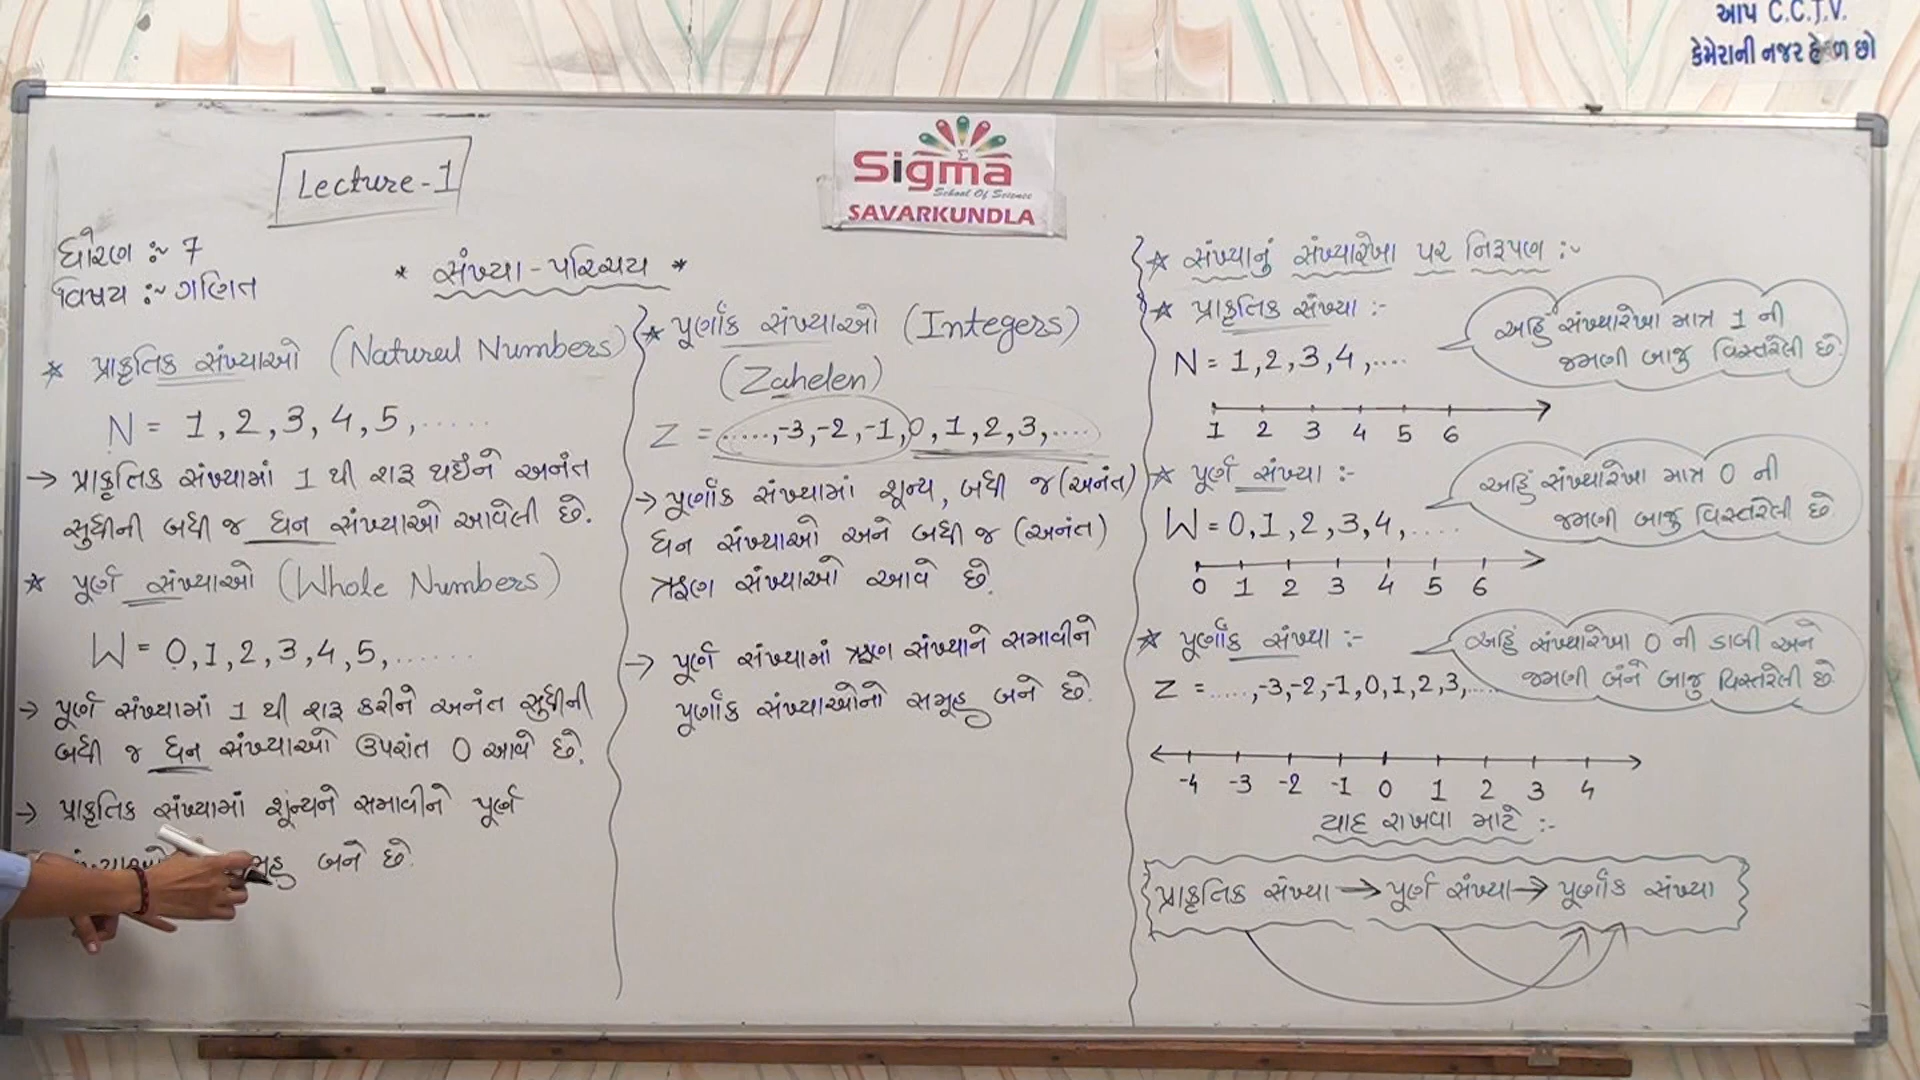 આપ C.C.T.V.
કેમેરાની નજર હેઠળ છો
Sigma
School Of Science
SAVARKUNDLA
Lecture-1
ધોરણ :~ 7
વિષય :~ ગણિત
* સંખ્યા - પરિચય *
* પ્રાકૃતિક સંખ્યાઓ (Natural Numbers)
N = 1, 2, 3, 4, 5, ......
→ પ્રાકૃતિક સંખ્યામાં 1 થી શરૂ થઈને અનંત
સુધીની બધી જ ધન સંખ્યાઓ આવેલી છે.
* પૂર્ણ સંખ્યાઓ (Whole Numbers)
W = 0, 1, 2, 3, 4, 5, ......
→ પૂર્ણ સંખ્યામાં 1 થી શરૂ કરીને અનંત સુધીની
બધી જ ધન સંખ્યાઓ ઉપરાંત 0 આવે છે.
→ પ્રાકૃતિક સંખ્યામાં શૂન્યને સમાવીને પૂર્ણ
બને છે.
* પૂર્ણાંક સંખ્યાઓ (Integers)
(Zahelen)
Z = ....., -3, -2, -1, 0, 1, 2, 3, ....
→ પૂર્ણાંક સંખ્યામાં શૂન્ય, બધી જ (અનંત)
ધન સંખ્યાઓ અને બધી જ (અનંત)
ઋણ સંખ્યાઓ આવે છે.
→ પૂર્ણ સંખ્યામાં ઋણ સંખ્યાને સમાવીને
પૂર્ણાંક સંખ્યાઓનો સમૂહ બને છે.
* સંખ્યાનું સંખ્યારેખા પર નિરૂપણ :~
* પ્રાકૃતિક સંખ્યા :-
N = 1, 2, 3, 4, ....
અહિં સંખ્યારેખા માત્ર 1 ની
જમણી બાજુ વિસ્તરેલી છે.
1 2 3 4 5 6
* પૂર્ણ સંખ્યા :-
W = 0, 1, 2, 3, 4, .....
અહિં સંખ્યારેખા માત્ર 0 ની
જમણી બાજુ વિસ્તરેલી છે.
0 1 2 3 4 5 6
* પૂર્ણાંક સંખ્યા :-
Z = ....., -3, -2, -1, 0, 1, 2, 3, .....
અહિં સંખ્યારેખા 0 ની ડાબી અને
જમણી બંને બાજુ વિસ્તરેલી છે.
-4 -3 -2 -1 0 1 2 3 4
યાદ રાખવા માટે :-
પ્રાકૃતિક સંખ્યા → પૂર્ણ સંખ્યા → પૂર્ણાંક સંખ્યા